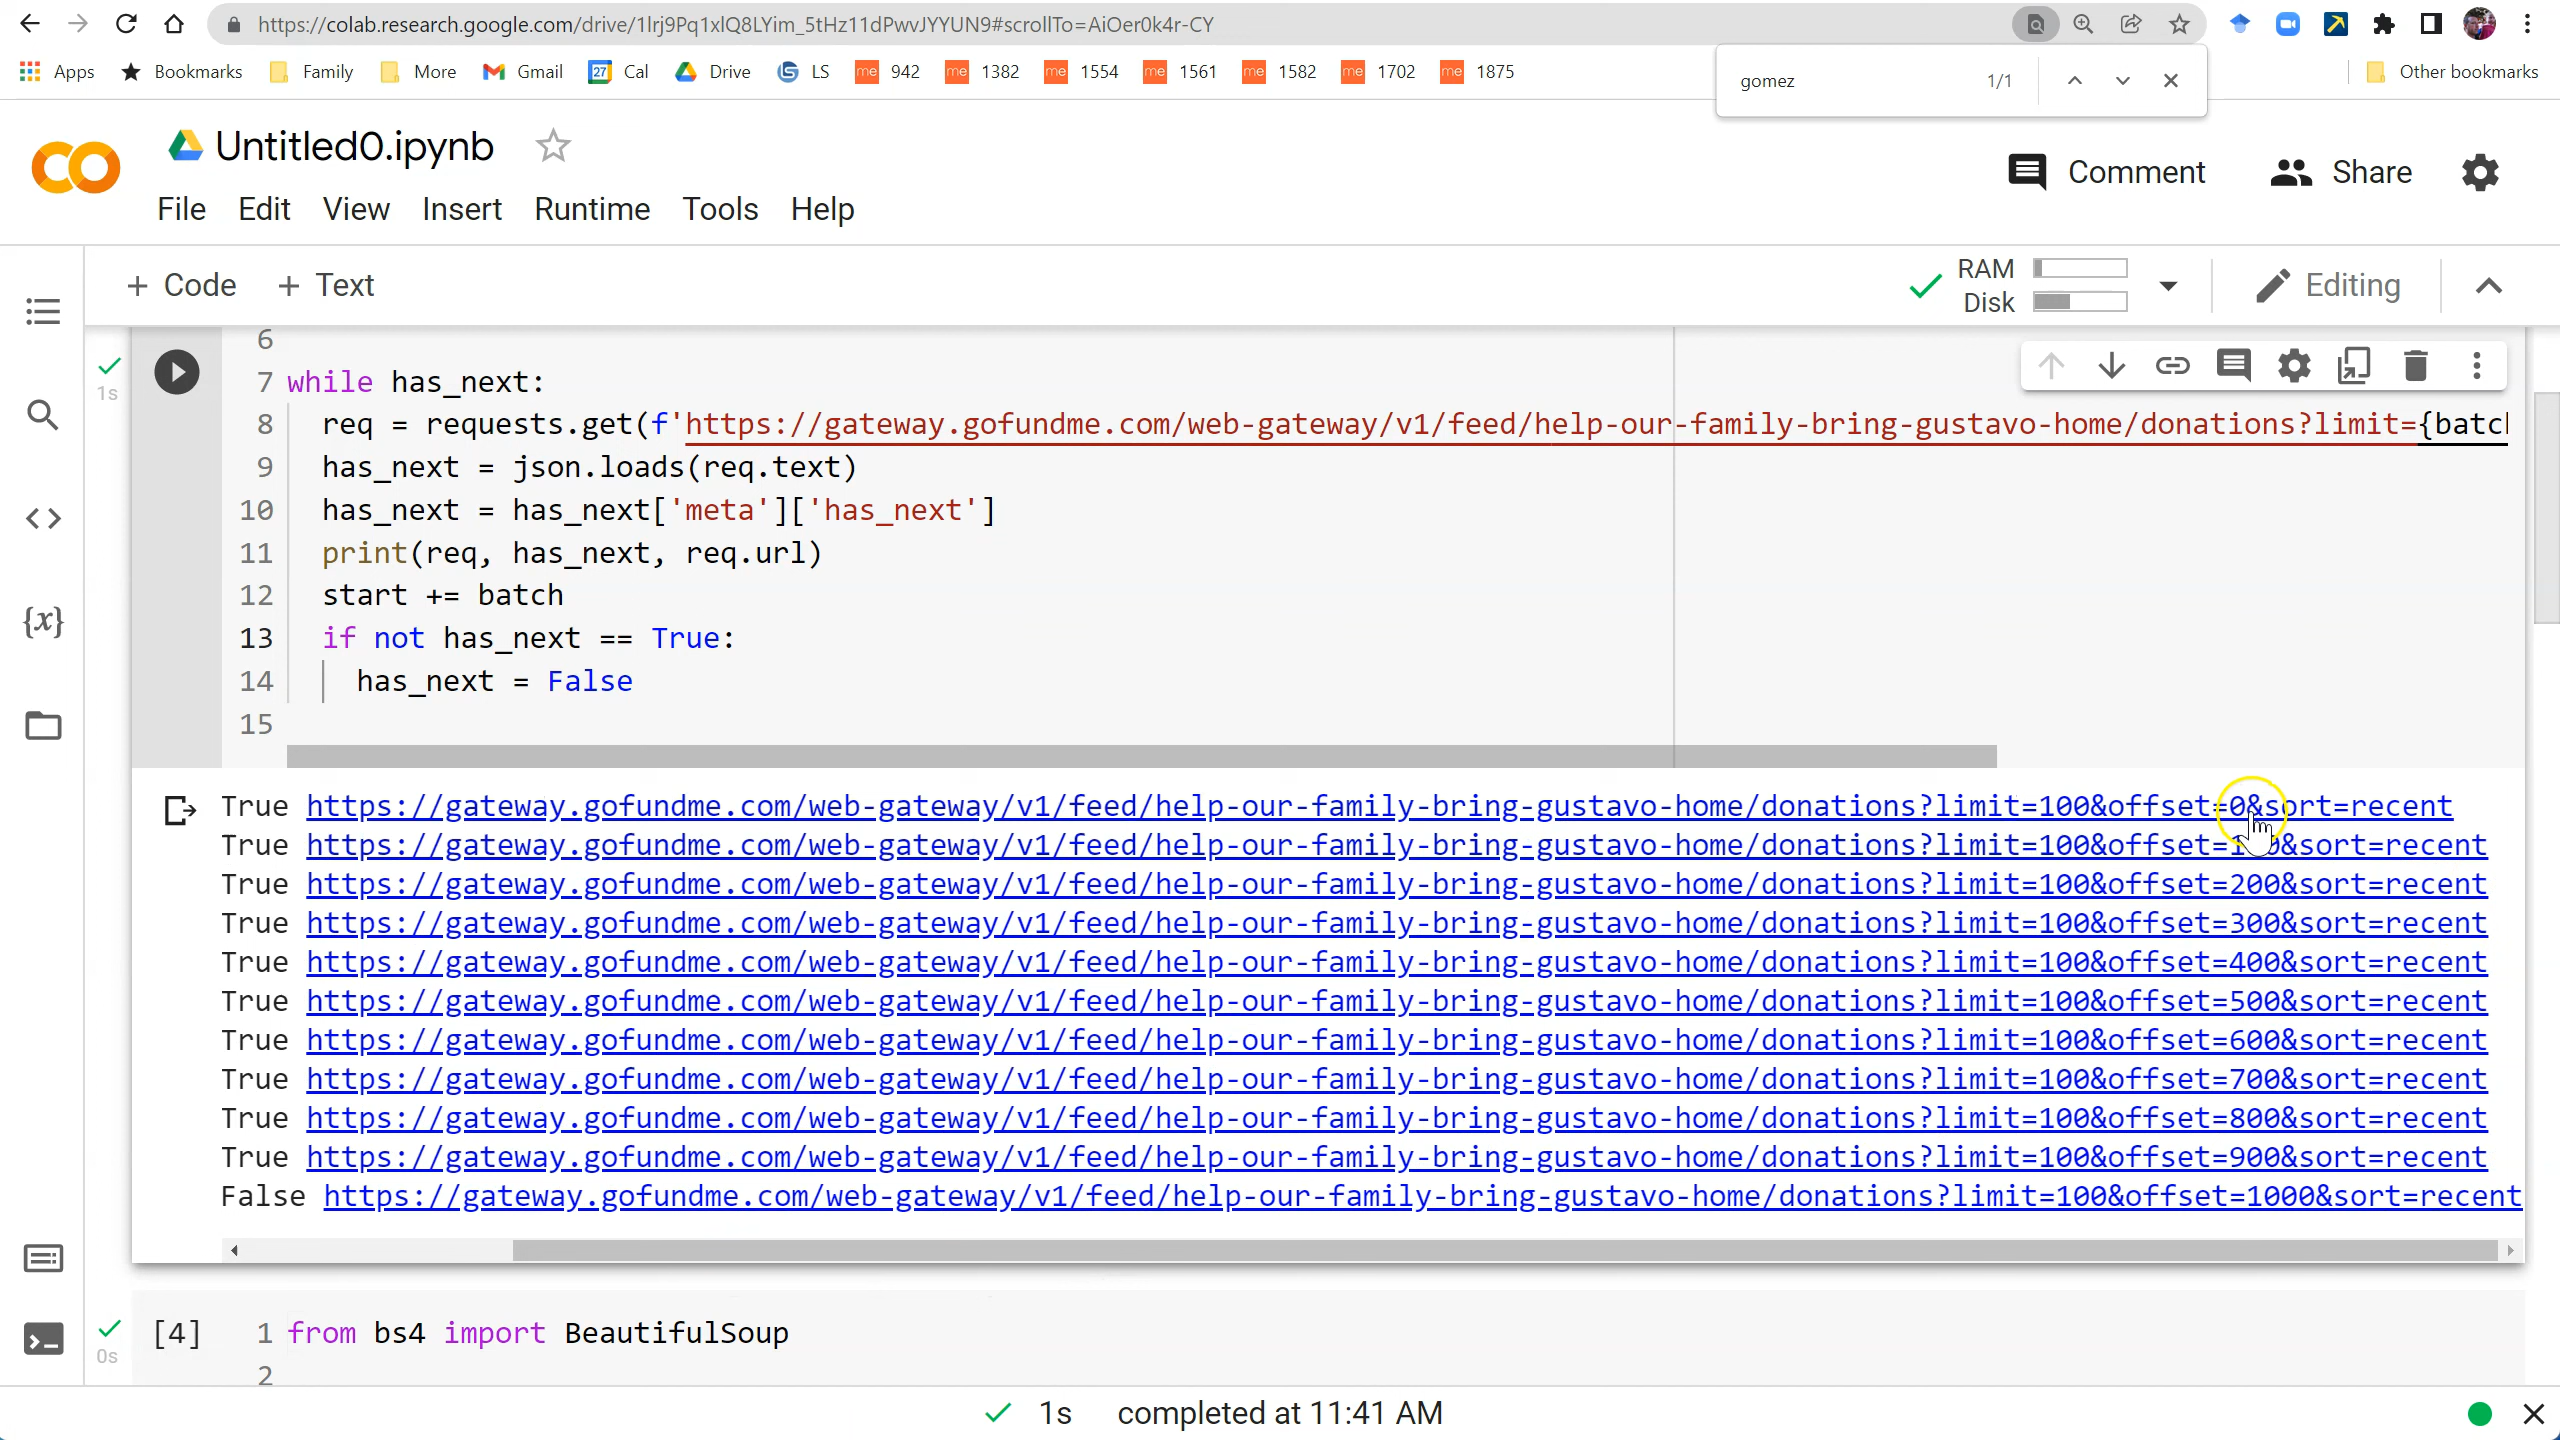 https://colab.research.google.com/drive/1lrj9Pq1xlQ8LYim_5tHz11dPwvJYYUN9#scrollTo=AiOer0k4r-CY
Apps Bookmarks Family More Gmail 27 Cal Drive LS me 942 me 1382 me 1554 me 1561 me 1582 me 1702 me 1875 Other bookmarks
gomez 1/1
Untitled0.ipynb
Comment Share
File Edit View Insert Runtime Tools Help
+ Code + Text
RAM
Disk
Editing
6
1s
7 while has_next:
8 req = requests.get(f'https://gateway.gofundme.com/web-gateway/v1/feed/help-our-family-bring-gustavo-home/donations?limit={batch
9 has_next = json.loads(req.text)
10 has_next = has_next['meta']['has_next']
11 print(req, has_next, req.url)
12 start += batch
13 if not has_next == True:
14 has_next = False
15
True https://gateway.gofundme.com/web-gateway/v1/feed/help-our-family-bring-gustavo-home/donations?limit=100&offset=0&sort=recent
True https://gateway.gofundme.com/web-gateway/v1/feed/help-our-family-bring-gustavo-home/donations?limit=100&offset=100&sort=recent
True https://gateway.gofundme.com/web-gateway/v1/feed/help-our-family-bring-gustavo-home/donations?limit=100&offset=200&sort=recent
True https://gateway.gofundme.com/web-gateway/v1/feed/help-our-family-bring-gustavo-home/donations?limit=100&offset=300&sort=recent
True https://gateway.gofundme.com/web-gateway/v1/feed/help-our-family-bring-gustavo-home/donations?limit=100&offset=400&sort=recent
True https://gateway.gofundme.com/web-gateway/v1/feed/help-our-family-bring-gustavo-home/donations?limit=100&offset=500&sort=recent
True https://gateway.gofundme.com/web-gateway/v1/feed/help-our-family-bring-gustavo-home/donations?limit=100&offset=600&sort=recent
True https://gateway.gofundme.com/web-gateway/v1/feed/help-our-family-bring-gustavo-home/donations?limit=100&offset=700&sort=recent
True https://gateway.gofundme.com/web-gateway/v1/feed/help-our-family-bring-gustavo-home/donations?limit=100&offset=800&sort=recent
True https://gateway.gofundme.com/web-gateway/v1/feed/help-our-family-bring-gustavo-home/donations?limit=100&offset=900&sort=recent
False https://gateway.gofundme.com/web-gateway/v1/feed/help-our-family-bring-gustavo-home/donations?limit=100&offset=1000&sort=recent
[4] 1 from bs4 import BeautifulSoup
0s
2
1s completed at 11:41 AM